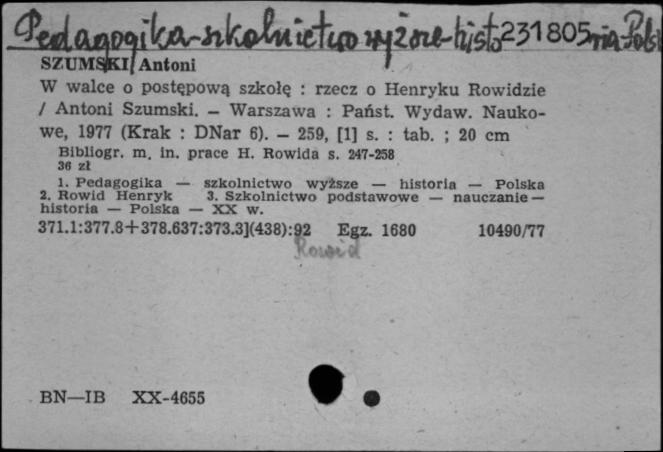 Pedagogika-szkolnictwo wyższe-historia Polsk
231805
SZUMSKI Antoni
W walce o postępową szkołę : rzecz o Henryku Rowidzie
/ Antoni Szumski. — Warszawa : Państ. Wydaw. Nauko-
we, 1977 (Krak : DNar 6). — 259, [1] s. : tab. ; 20 cm
Bibliogr. m. in. prace H. Rowida s. 247-258
36 zł
1. Pedagogika — szkolnictwo wyższe — historia — Polska
2. Rowid Henryk 3. Szkolnictwo podstawowe — nauczanie —
historia — Polska — XX w.
371.1:377.8+378.637:373.3](438):92 Egz. 1680 10490/77
Rowid
BN—IB XX-4655